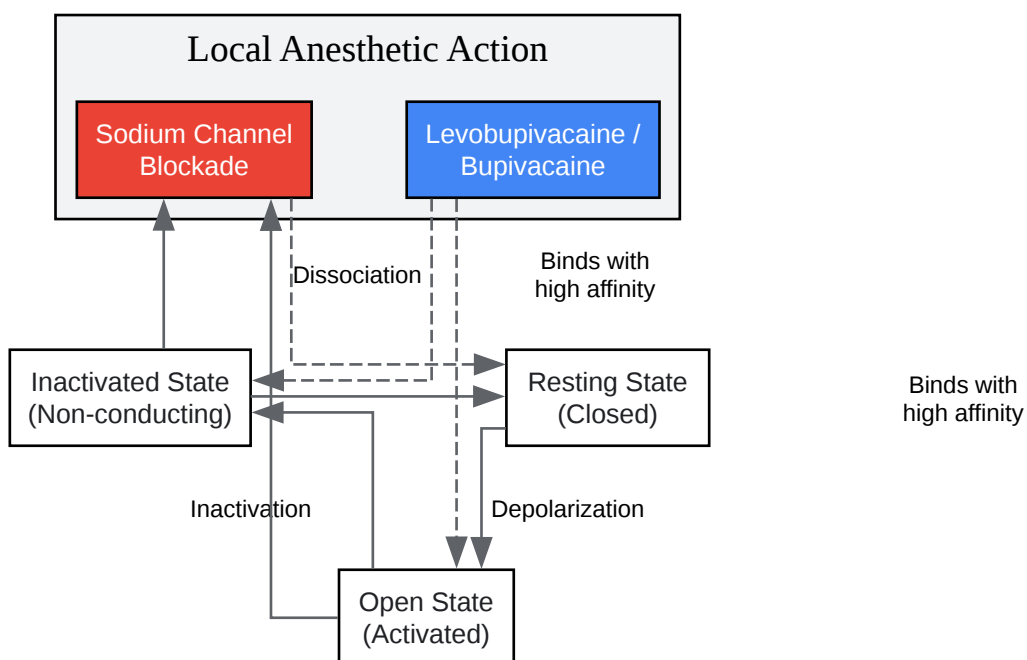 Local Anesthetic Action
Sodium Channel
Blockade
Levobupivacaine /
Bupivacaine
Dissociation
Binds with
high affinity
Inactivated State
(Non-conducting)
Resting State
(Closed)
Binds with
high affinity
Inactivation
Depolarization
Open State
(Activated)